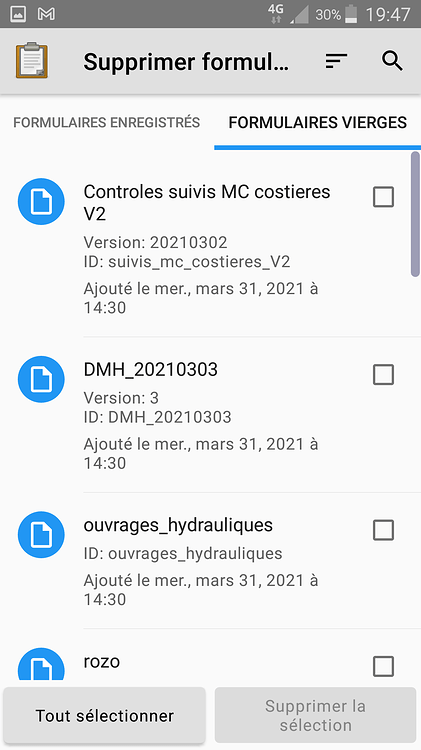 4G 30% 19:47
Supprimer formul...
FORMULAIRES ENREGISTRÉS FORMULAIRES VIERGES
Controles suivis MC costieres
V2
Version: 20210302
ID: suivis_mc_costieres_V2
Ajouté le mer., mars 31, 2021 à
14:30
DMH_20210303
Version: 3
ID: DMH_20210303
Ajouté le mer., mars 31, 2021 à
14:30
ouvrages_hydrauliques
ID: ouvrages_hydrauliques
Ajouté le mer., mars 31, 2021 à
14:30
rozo
Tout sélectionner
Supprimer la
sélection